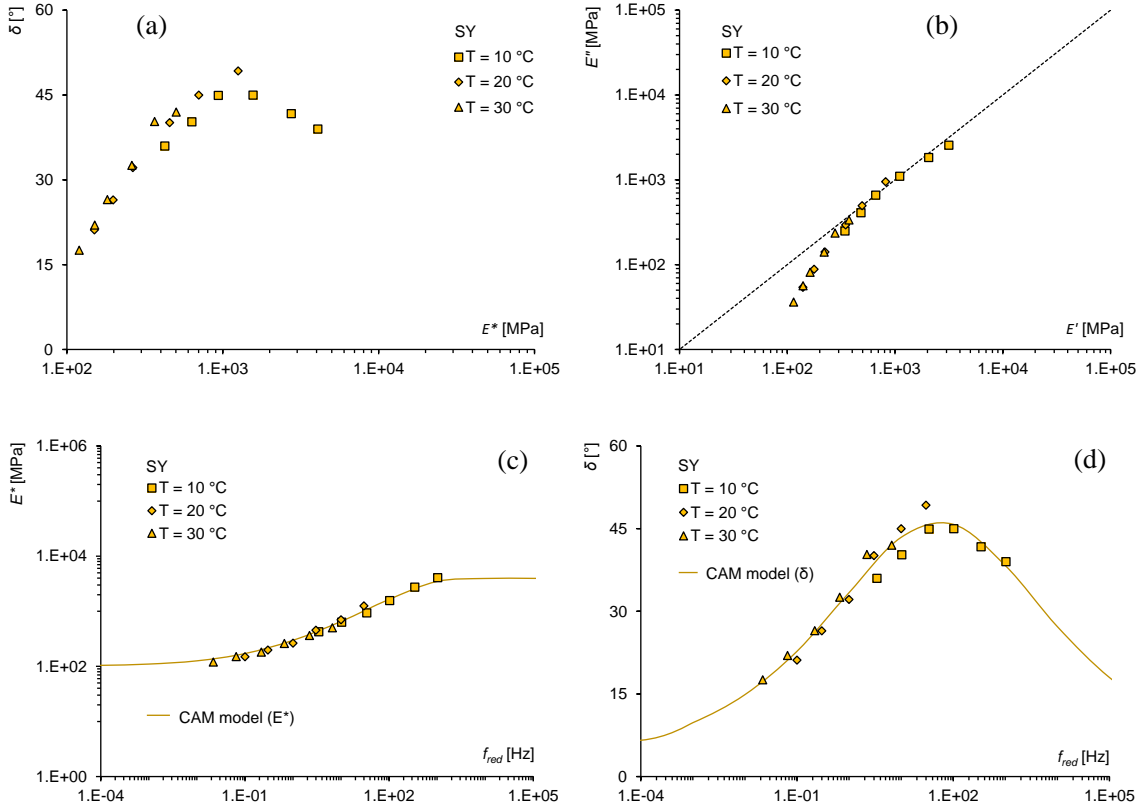 (a)
δ [°]
60
45
30
15
0
SY
T = 10 °C
T = 20 °C
T = 30 °C
E* [MPa]
1.E+02 1.E+03 1.E+04 1.E+05
(b)
E″ [MPa]
1.E+05
1.E+04
1.E+03
1.E+02
1.E+01
SY
T = 10 °C
T = 20 °C
T = 30 °C
E′ [MPa]
1.E+01 1.E+02 1.E+03 1.E+04 1.E+05
(c)
E* [MPa]
1.E+06
1.E+04
1.E+02
1.E+00
SY
T = 10 °C
T = 20 °C
T = 30 °C
CAM model (E*)
fred [Hz]
1.E-04 1.E-01 1.E+02 1.E+05
(d)
δ [°]
60
45
30
15
0
SY
T = 10 °C
T = 20 °C
T = 30 °C
CAM model (δ)
fred [Hz]
1.E-04 1.E-01 1.E+02 1.E+05